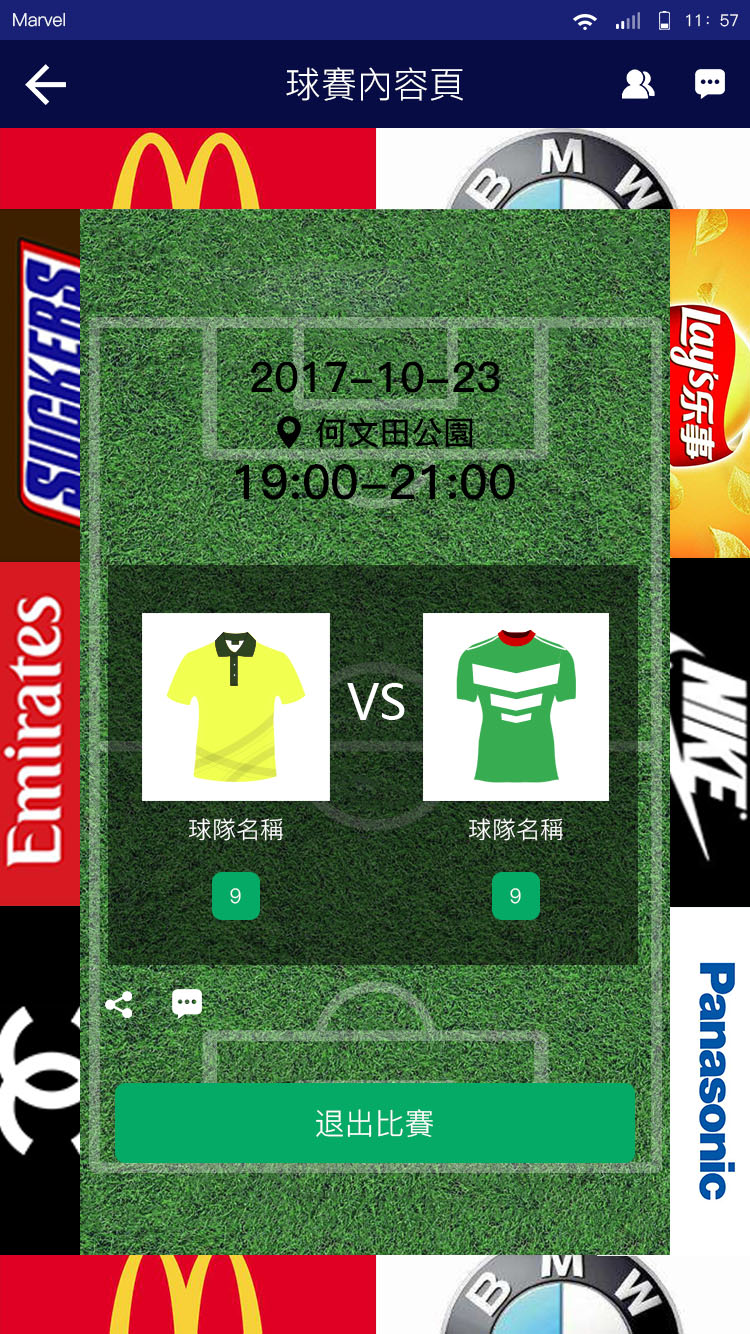 Marvel
11: 57
球賽內容頁
BMW
SNICKERS
Lay's乐事
2017-10-23
何文田公園
19:00-21:00
Emirates
NIKE
VS
球隊名稱
球隊名稱
9
9
Panasonic
退出比賽
BMW